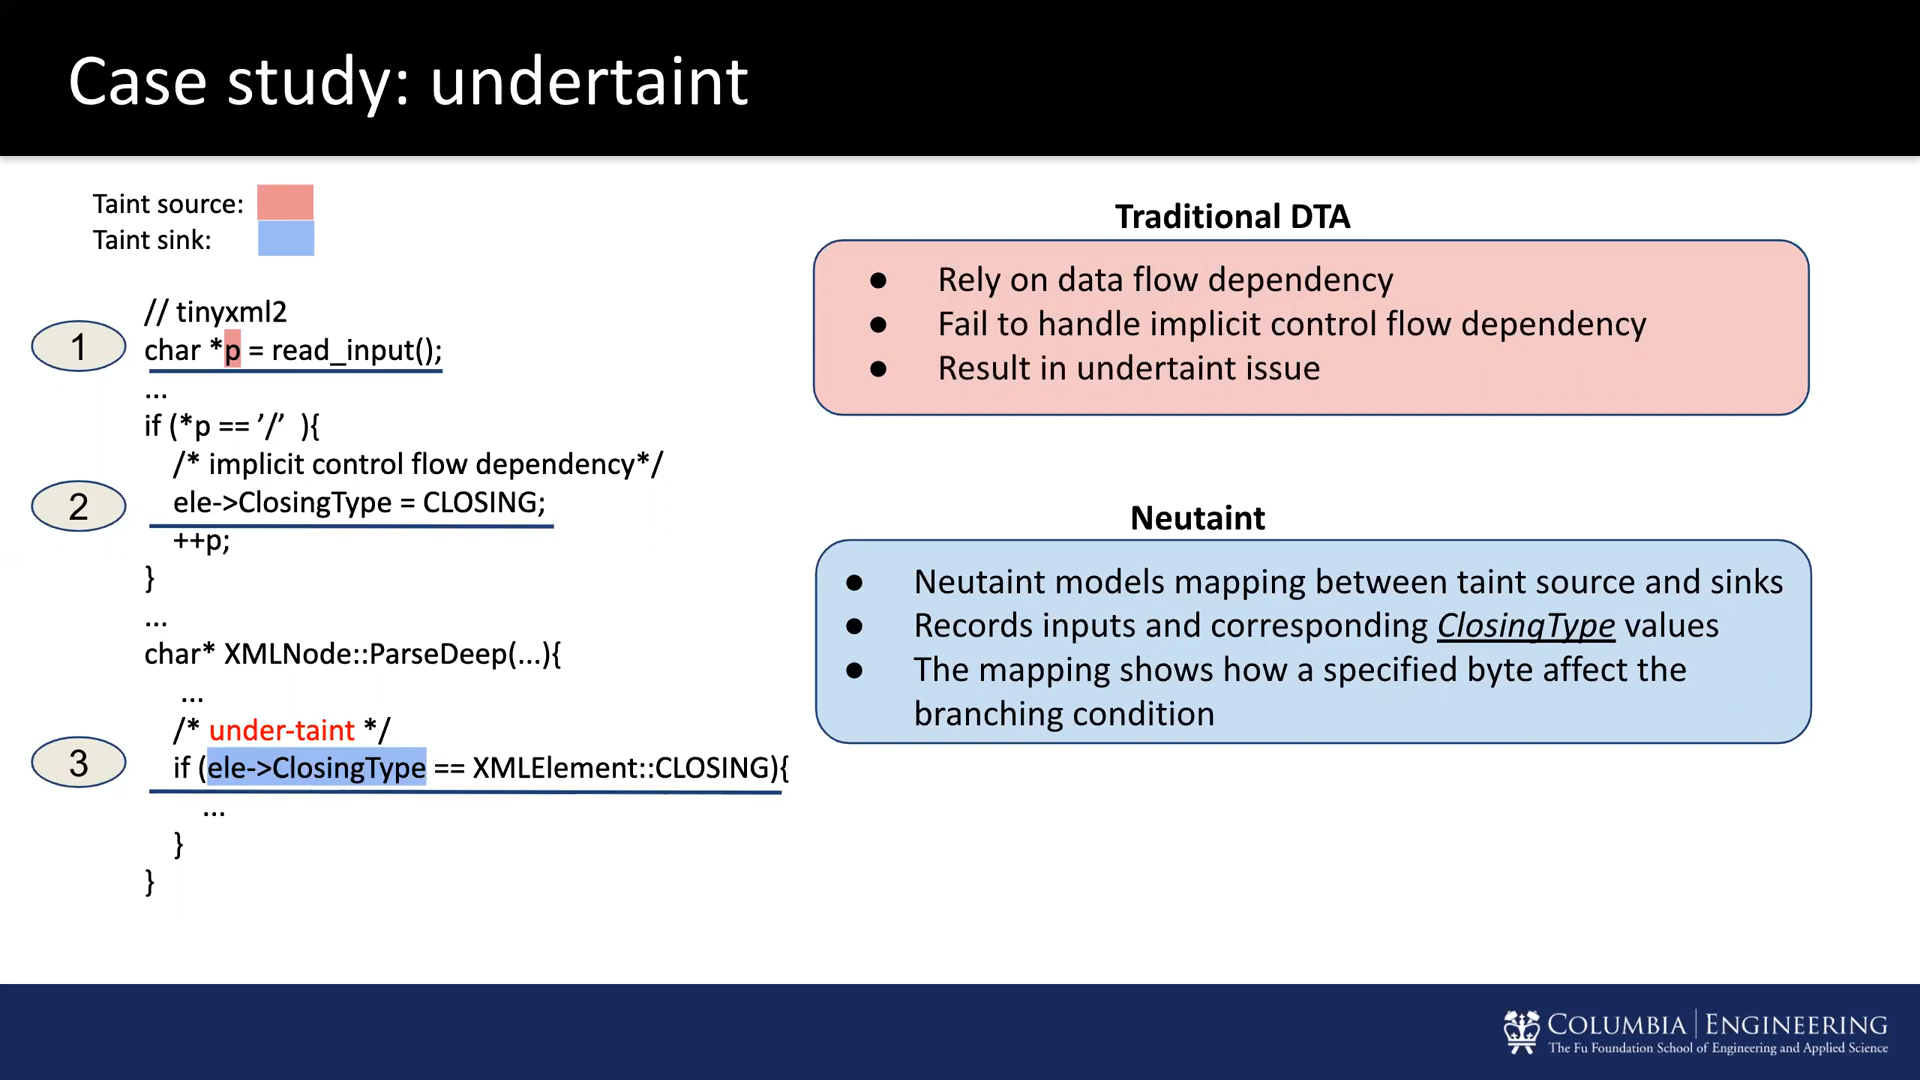 Case study: undertaint
Taint source:
Taint sink:
// tinyxml2
1
char *p = read_input();
...
if (*p == ’/’ ){
/* implicit control flow dependency*/
2
ele->ClosingType = CLOSING;
++p;
}
...
char* XMLNode::ParseDeep(...){
...
/* under-taint */
3
if (ele->ClosingType == XMLElement::CLOSING){
...
}
}
Traditional DTA
● Rely on data flow dependency
● Fail to handle implicit control flow dependency
● Result in undertaint issue
Neutaint
● Neutaint models mapping between taint source and sinks
● Records inputs and corresponding ClosingType values
● The mapping shows how a specified byte affect the
branching condition
COLUMBIA | ENGINEERING
The Fu Foundation School of Engineering and Applied Science